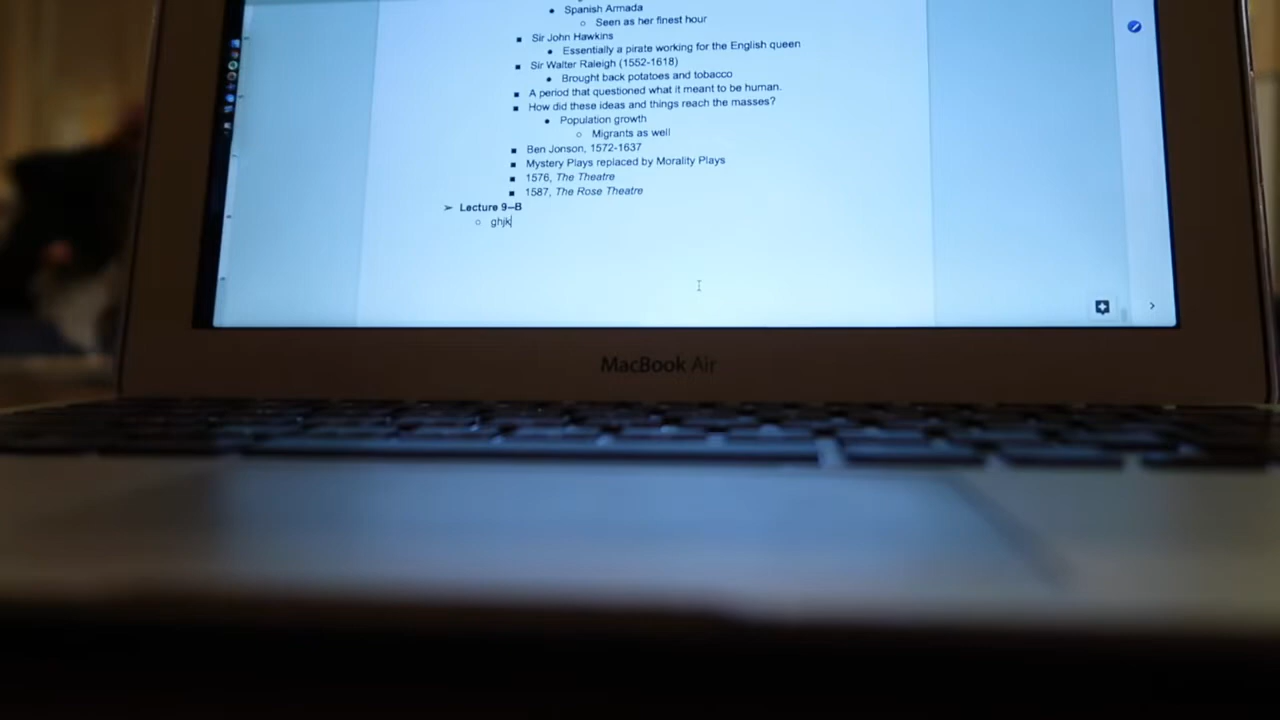 Spanish Armada
Seen as her finest hour
Sir John Hawkins
Essentially a pirate working for the English queen
Sir Walter Raleigh (1552-1618)
Brought back potatoes and tobacco
A period that questioned what it meant to be human.
How did these ideas and things reach the masses?
Population growth
Migrants as well
Ben Jonson, 1572-1637
Mystery Plays replaced by Morality Plays
1576, The Theatre
1587, The Rose Theatre
Lecture 9–B
ghjk
MacBook Air